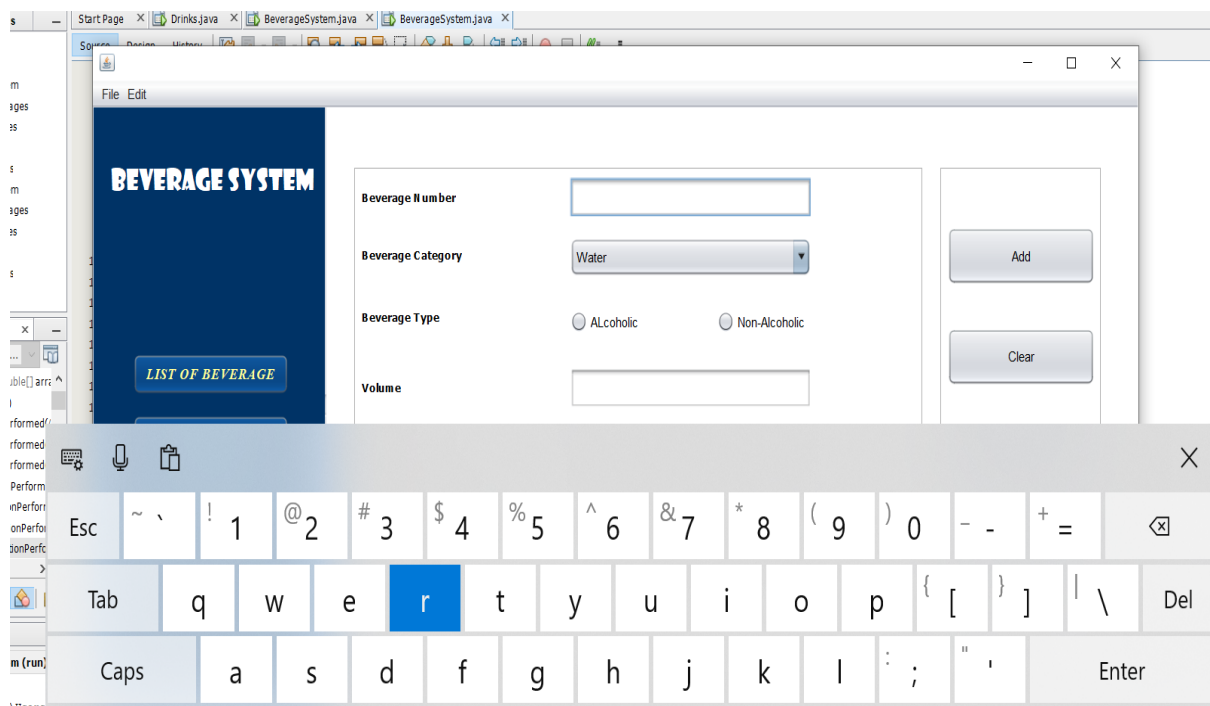 Start Page Drinks.java BeverageSystem.java BeverageSystem.java
File Edit
BEVERAGE SYSTEM
Beverage Number
Beverage Category Water
Add
Beverage Type ALcoholic Non-Alcoholic
Clear
LIST OF BEVERAGE
Volume
Esc ~ ` ! 1 @ 2 # 3 $ 4 % 5 ^ 6 & 7 * 8 ( 9 ) 0 _ - + =
Tab q w e r t y u i o p { [ } ] | \ Del
Caps a s d f g h j k l : ; " ' Enter
m (run)